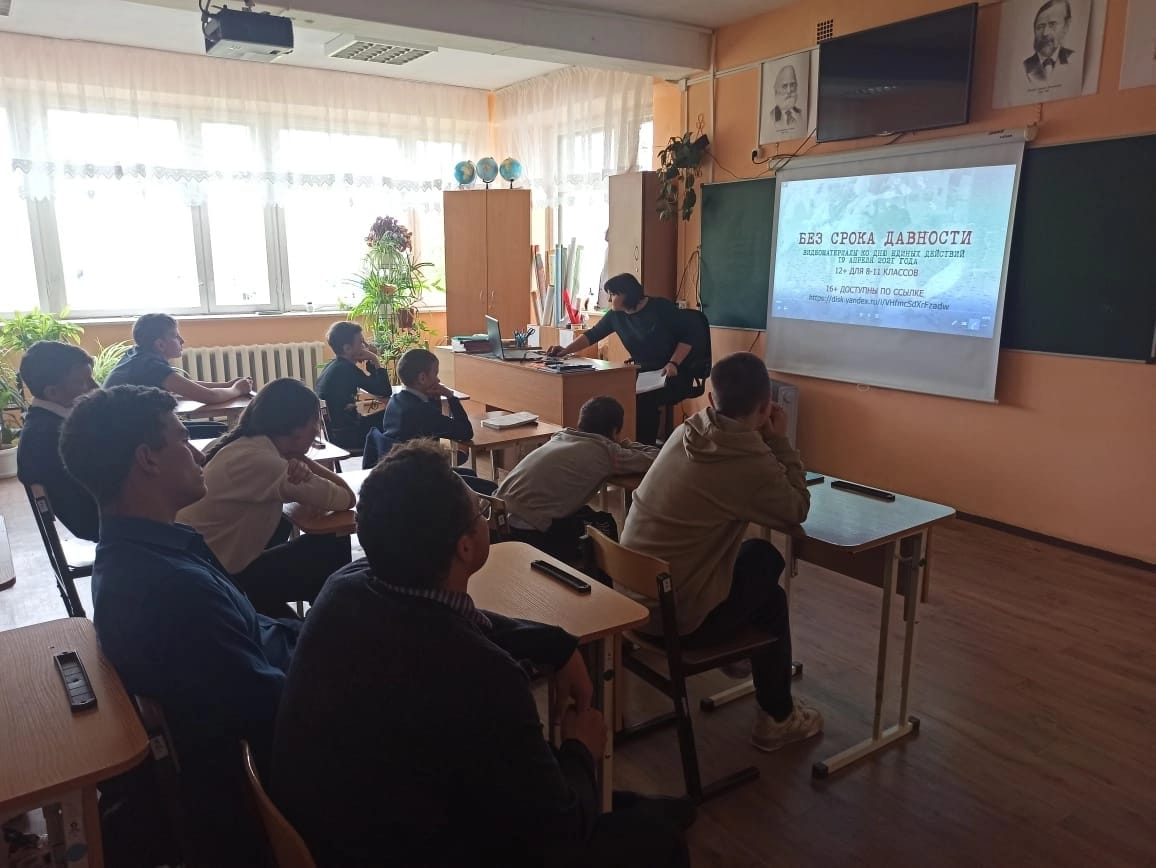 БЕЗ СРОКА ДАВНОСТИ
ВИДЕОМАТЕРИАЛЫ КО ДНЮ ЕДИНЫХ ДЕЙСТВИЙ
19 АПРЕЛЯ 2021 ГОДА
12+ ДЛЯ 8-11 КЛАССОВ
16+ ДОСТУПНЫ ПО ССЫЛКЕ